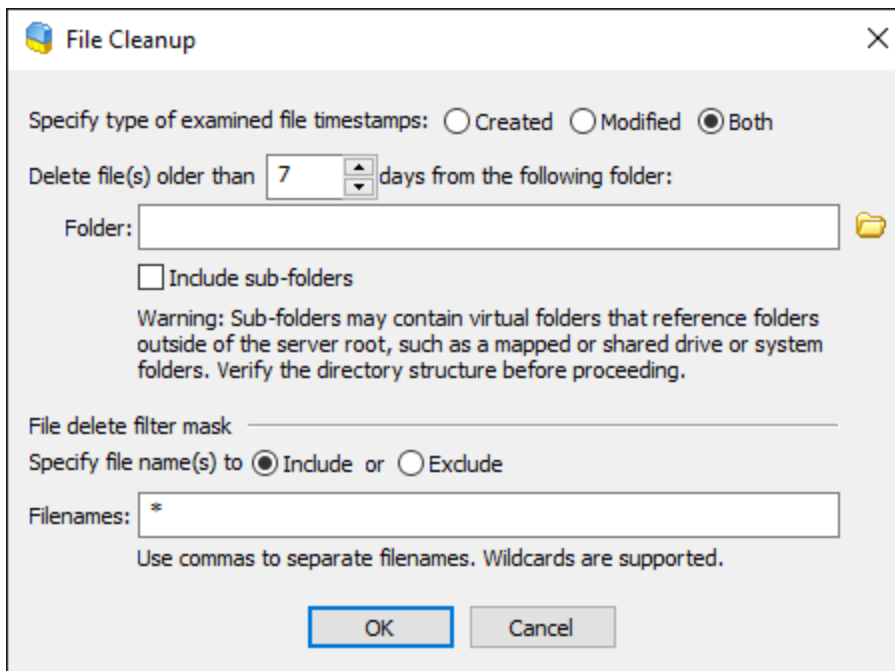 File Cleanup
Specify type of examined file timestamps: Created Modified Both
Delete file(s) older than 7 days from the following folder:
Folder:
Include sub-folders
Warning: Sub-folders may contain virtual folders that reference folders
outside of the server root, such as a mapped or shared drive or system
folders. Verify the directory structure before proceeding.
File delete filter mask
Specify file name(s) to Include or Exclude
Filenames: *
Use commas to separate filenames. Wildcards are supported.
OK Cancel